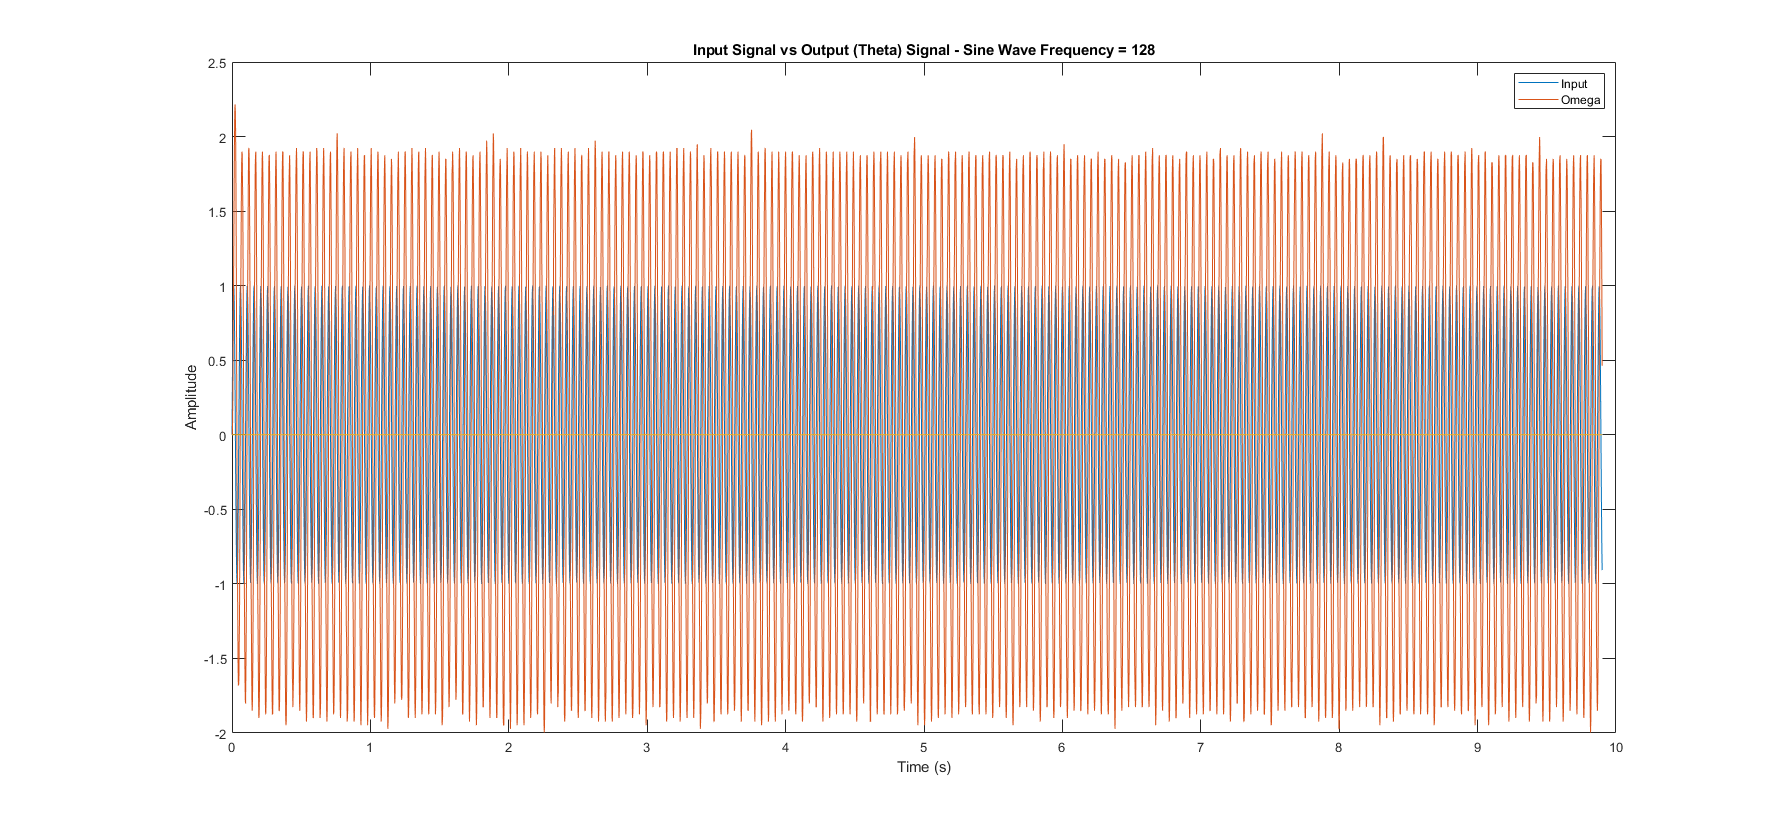 Input Signal vs Output (Theta) Signal - Sine Wave Frequency = 128
2.5
2
1.5
1
0.5
0
-0.5
-1
-1.5
-2
Amplitude
Input
Omega
0 1 2 3 4 5 6 7 8 9 10
Time (s)